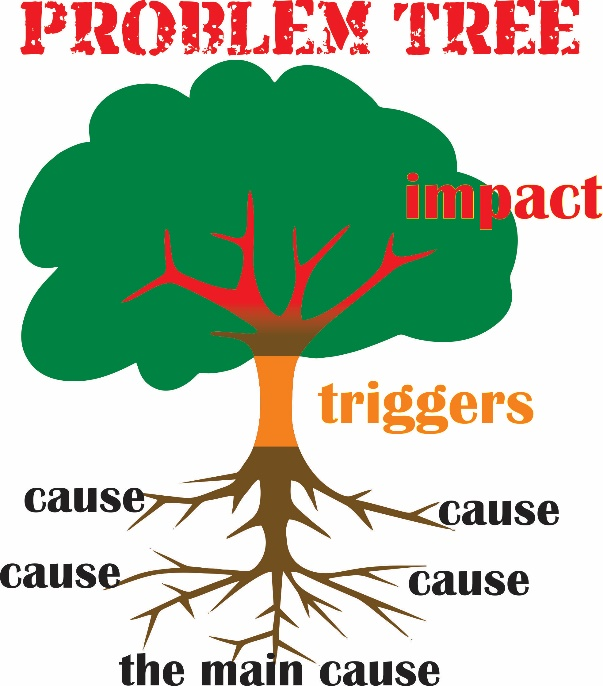 PROBLEM TREE
impact
triggers
cause
cause
cause
cause
the main cause